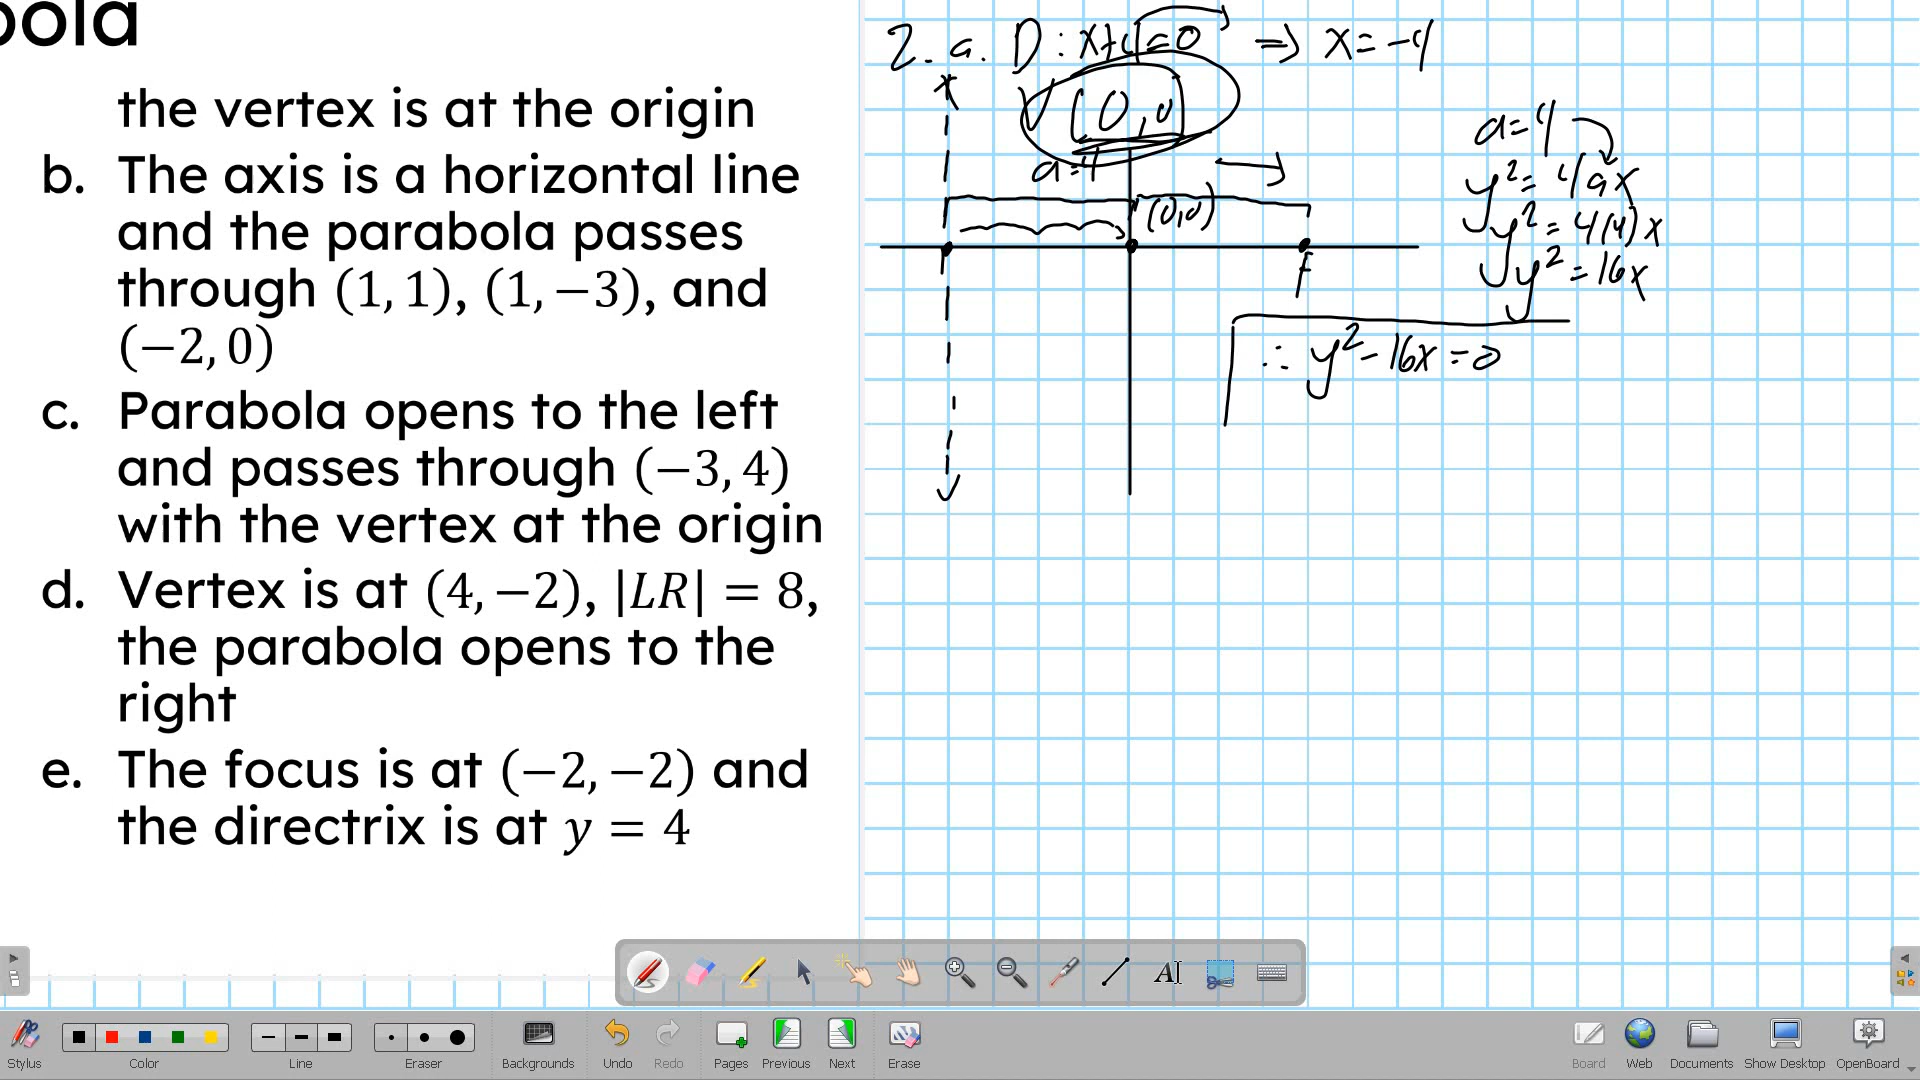 bola
the vertex is at the origin
b. The axis is a horizontal line
and the parabola passes
through (1, 1), (1, −3), and
(−2, 0)
c. Parabola opens to the left
and passes through (−3, 4)
with the vertex at the origin
d. Vertex is at (4, −2), |LR| = 8,
the parabola opens to the
right
e. The focus is at (−2, −2) and
the directrix is at y = 4
2. a. D : x+4=0 ⇒ x = -4
V (0,0)
a=4
(0,0)
F
a=4
y² = 4ax
y² = 4(4)x
y² = 16x
∴ y² - 16x = 0
AI
Stylus
Color
Line
Eraser
Backgrounds
Undo
Redo
Pages
Previous
Next
Erase
Board
Web
Documents
Show Desktop
OpenBoard